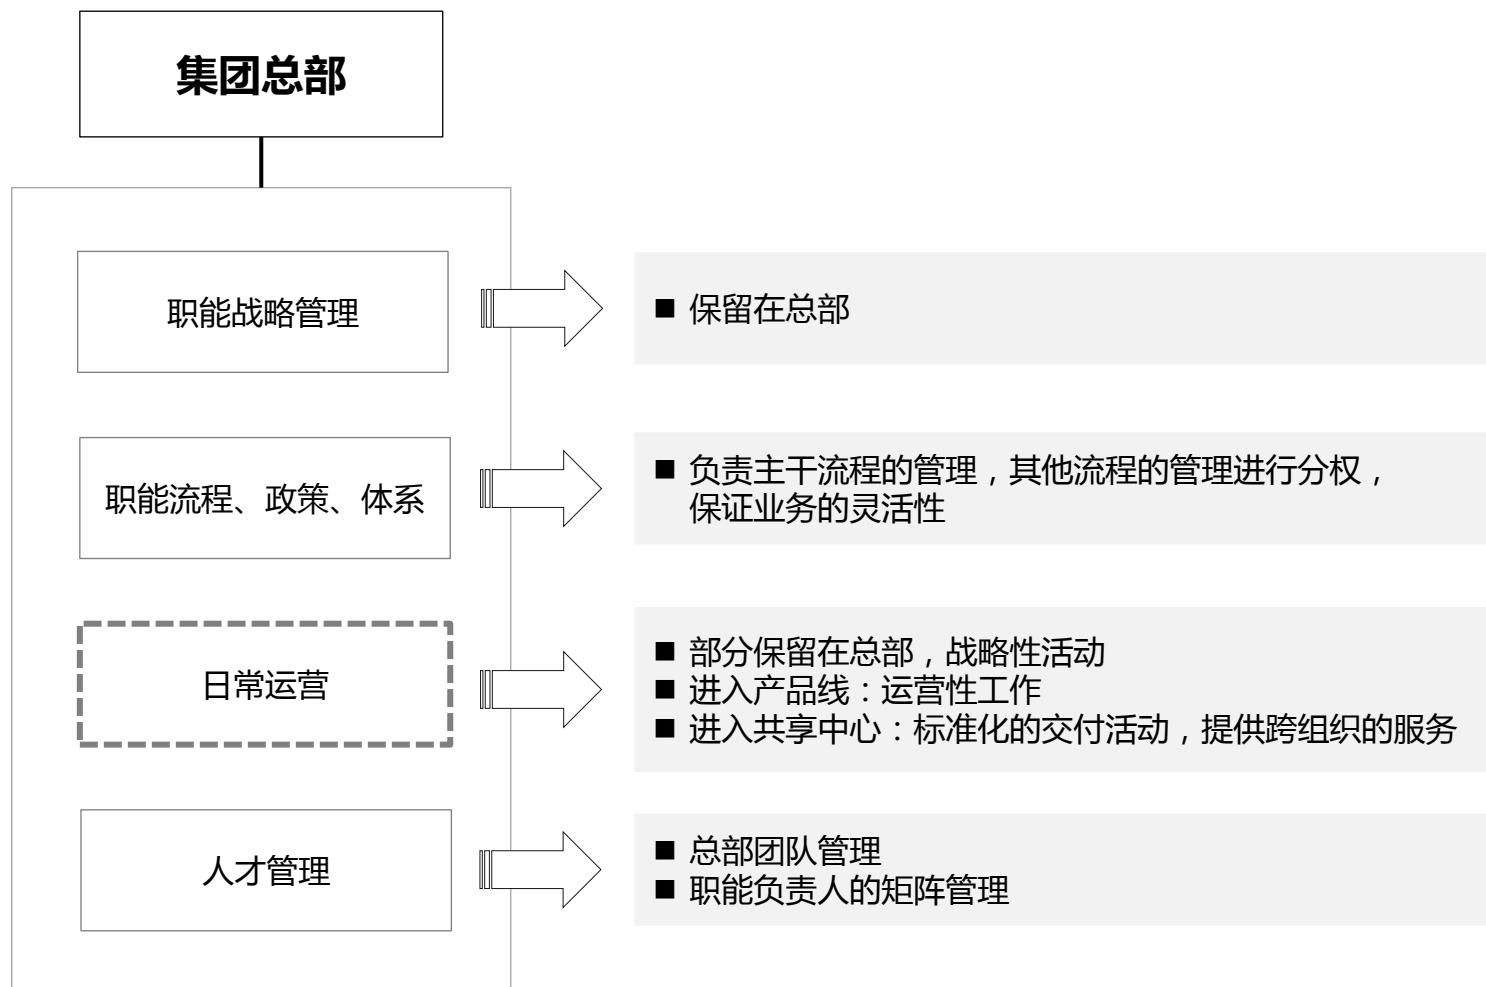 集团总部
职能战略管理
■ 保留在总部
职能流程、政策、体系
■ 负责主干流程的管理，其他流程的管理进行分权，
保证业务的灵活性
日常运营
■ 部分保留在总部，战略性活动
■ 进入产品线：运营性工作
■ 进入共享中心：标准化的交付活动，提供跨组织的服务
人才管理
■ 总部团队管理
■ 职能负责人的矩阵管理